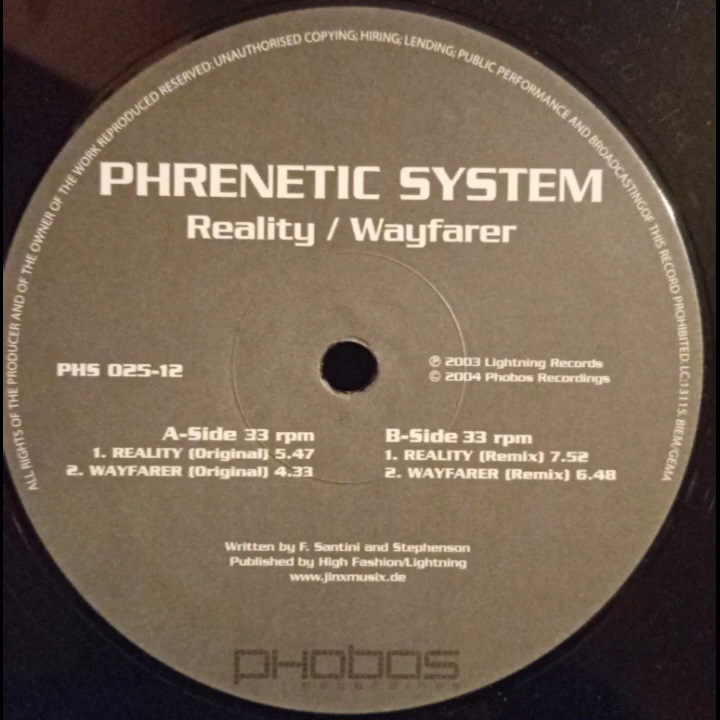 ALL RIGHTS OF THE PRODUCER AND OF THE OWNER OF THE WORK REPRODUCED RESERVED. UNAUTHORISED COPYING; HIRING; LENDING; PUBLIC PERFORMANCE AND BROADCASTING OF THIS RECORD PROHIBITED. LC:13115. BIEM/GEMA
PHRENETIC SYSTEM
Reality / Wayfarer
PHS 025-12
℗ 2003 Lightning Records
© 2004 Phobos Recordings
A-Side 33 rpm
1. REALITY (Original) 5.47
2. WAYFARER (Original) 4.33
B-Side 33 rpm
1. REALITY (Remix) 7.52
2. WAYFARER (Remix) 6.48
Written by F. Santini and Stephenson
Published by High Fashion/Lightning
www.jinxmusix.de
PHOBOS
recordings